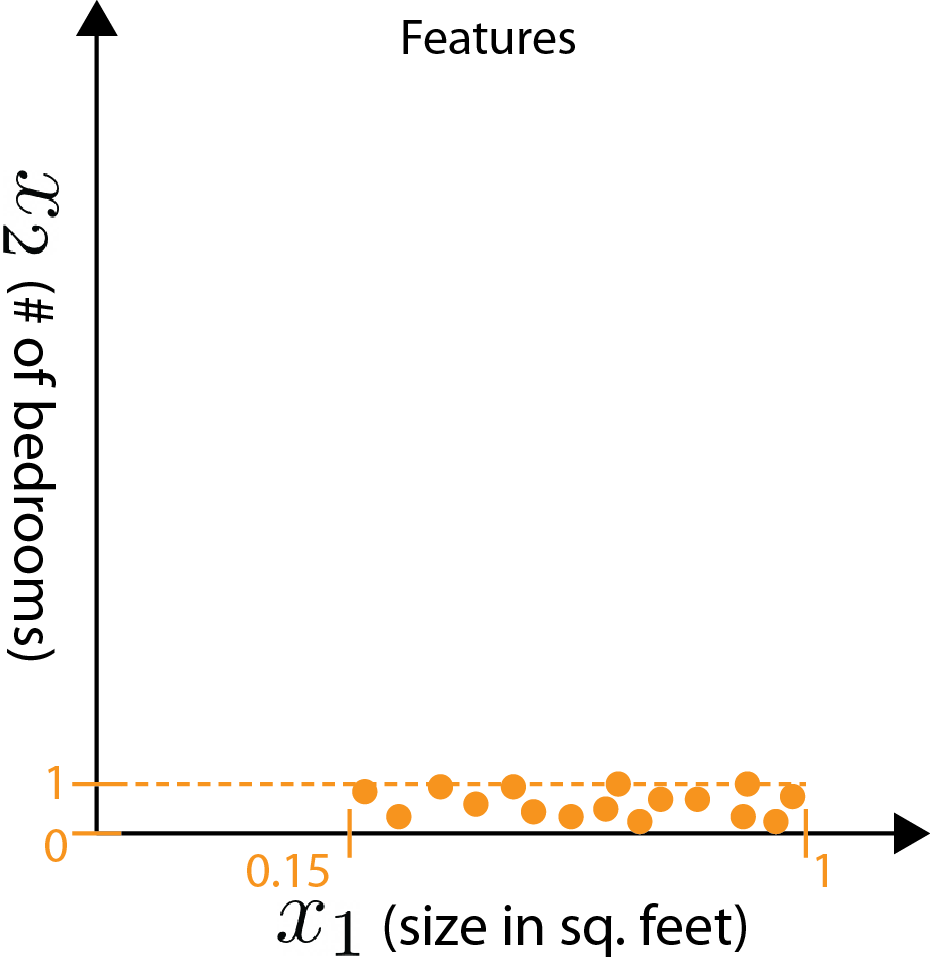 Features
x₂ (# of bedrooms)
1
0
0.15
1
x₁ (size in sq. feet)